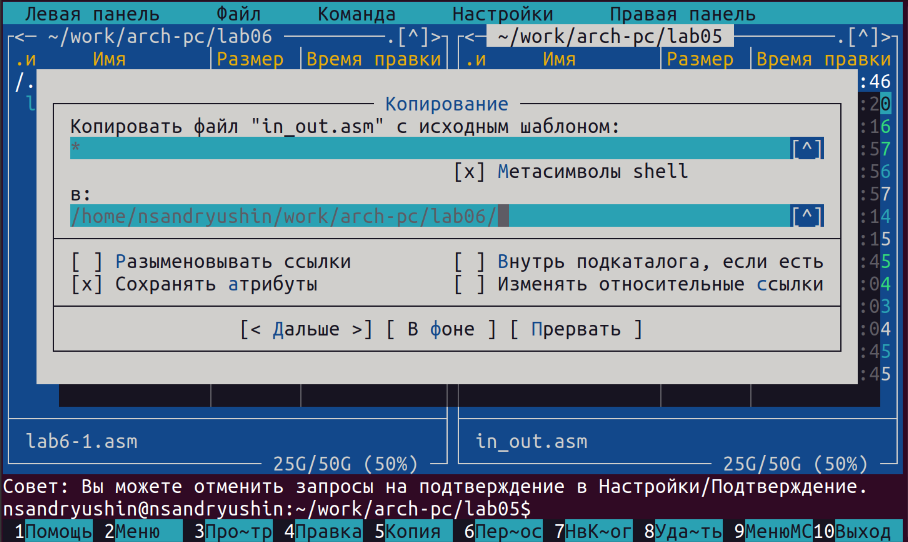 Левая панель Файл Команда Настройки Правая панель
<─ ~/work/arch-pc/lab06 .[^]> <─ ~/work/arch-pc/lab05 .[^]>
.и Имя Размер Время правки .и Имя Размер Время правки
/. :46
l :20
Копирование
Копировать файл "in_out.asm" с исходным шаблоном: :16
* [^] :57
[x] Метасимволы shell :56
в: :57
/home/nsandryushin/work/arch-pc/lab06/ [^] :14
:15
[ ] Разыменовывать ссылки [ ] Внутрь подкаталога, если есть :45
[x] Сохранять атрибуты [ ] Изменять относительные ссылки :04
:03
[< Дальше >] [ В фоне ] [ Прервать ] :04
:45
:45
lab6-1.asm in_out.asm
25G/50G (50%) 25G/50G (50%)
Совет: Вы можете отменить запросы на подтверждение в Настройки/Подтверждение.
nsandryushin@nsandryushin:~/work/arch-pc/lab05$
1Помощь 2Меню 3Про~тр 4Правка 5Копия 6Пер~ос 7НвК~ог 8Уда~ть 9МенюMC 10Выход